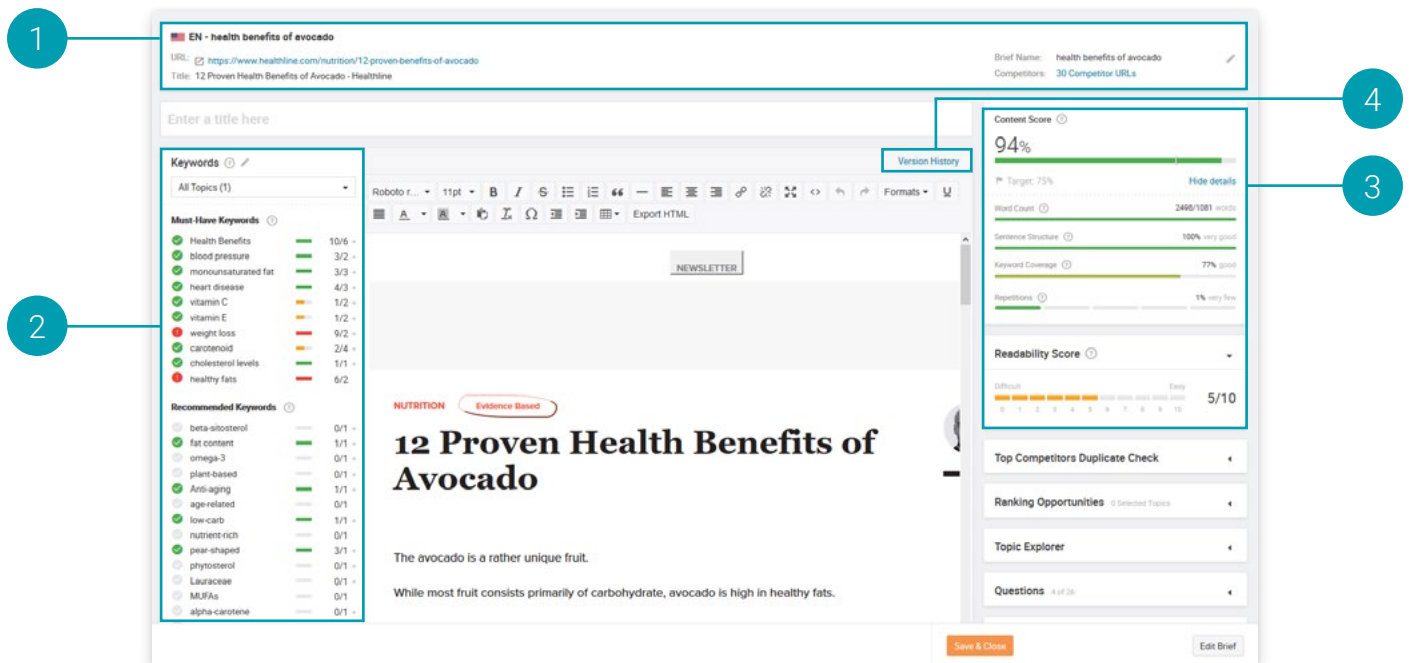 1
EN - health benefits of avocado
URL: https://www.healthline.com/nutrition/12-proven-benefits-of-avocado
Title: 12 Proven Health Benefits of Avocado - Healthline
Brief Name: health benefits of avocado
Competitors: 30 Competitor URLs
4
Enter a title here
Keywords
All Topics (1)
Must-Have Keywords
Health Benefits 10/6
blood pressure 3/2
monounsaturated fat 3/3
heart disease 4/3
vitamin C 1/2
vitamin E 1/2
weight loss 9/2
carotenoid 2/4
cholesterol levels 1/1
healthy fats 6/2
Recommended Keywords
beta-sitosterol 0/1
fat content 1/1
omega-3 0/1
plant-based 0/1
Anti-aging 1/1
age-related 0/1
low-carb 1/1
nutrient-rich 0/1
pear-shaped 3/1
phytosterol 0/1
Lauraceae 0/1
MUFAs 0/1
alpha-carotene 0/1
2
Version History
Roboto r... 11pt B I S Formats U
A A Export HTML
NEWSLETTER
NUTRITION Evidence Based
12 Proven Health Benefits of
Avocado
The avocado is a rather unique fruit.
While most fruit consists primarily of carbohydrate, avocado is high in healthy fats.
Content Score
94%
Target: 75% Hide details
Word Count 2498/1081 words
Sentence Structure 100% very good
Keyword Coverage 77% good
Repetitions 1% very few
3
Readability Score
Difficult Easy
5/10
0 1 2 3 4 5 6 7 8 9 10
Top Competitors Duplicate Check
Ranking Opportunities 0 Selected Topics
Topic Explorer
Questions 4 of 26
Save & Close
Edit Brief